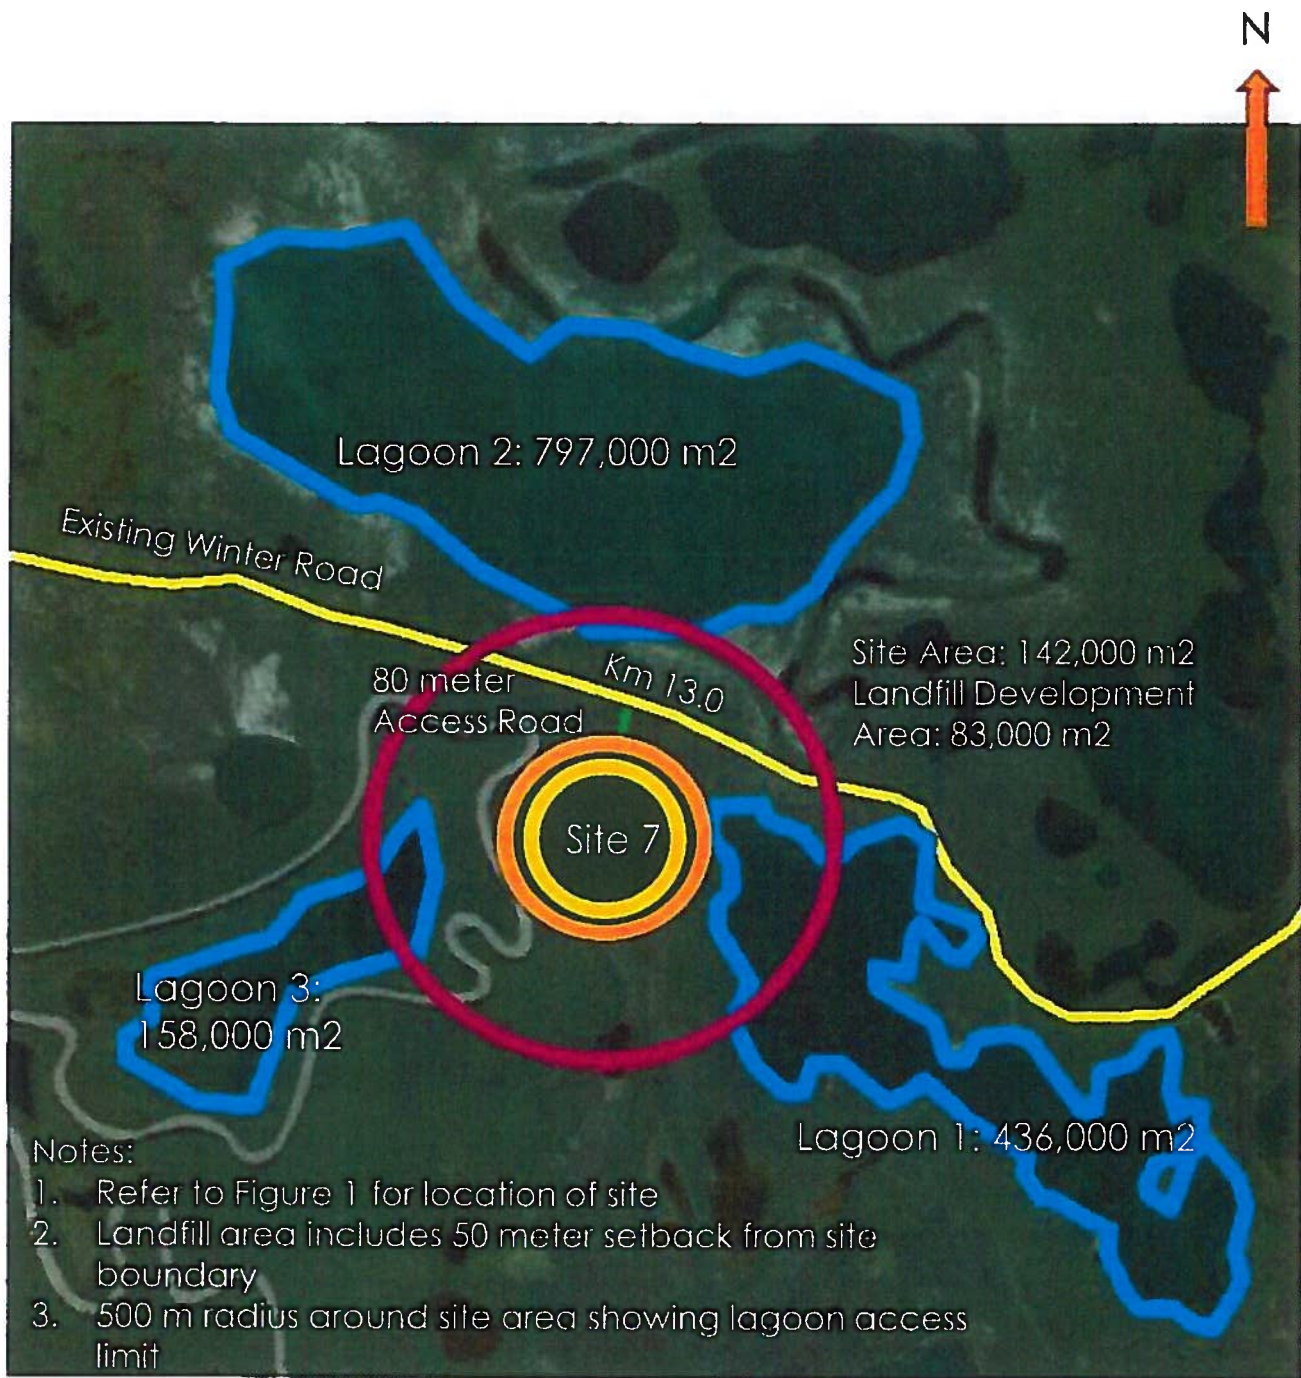 N
Lagoon 2: 797,000 m2
Existing Winter Road
Km 13.0
Site Area: 142,000 m2
Landfill Development
Area: 83,000 m2
80 meter
Access Road
Site 7
Lagoon 3:
158,000 m2
Lagoon 1: 436,000 m2
Notes:
1. Refer to Figure 1 for location of site
2. Landfill area includes 50 meter setback from site
boundary
3. 500 m radius around site area showing lagoon access
limit